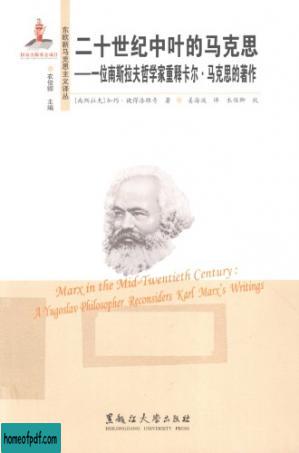 东欧新马克思主义译丛
衣俊卿 主编
二十世纪中叶的马克思
——一位南斯拉夫哲学家重释卡尔·马克思的著作
[南斯拉夫]加约·彼得洛维奇 著 姜海波 译
Marx in the Mid-Twentieth Century:
A Yugoslav Philosopher Reconsiders Karl Marx's Writings
黑龙江大学出版社
HEILONGJIANG UNIVERSITY PRESS
homeofpdf.com
homeofpdf.com